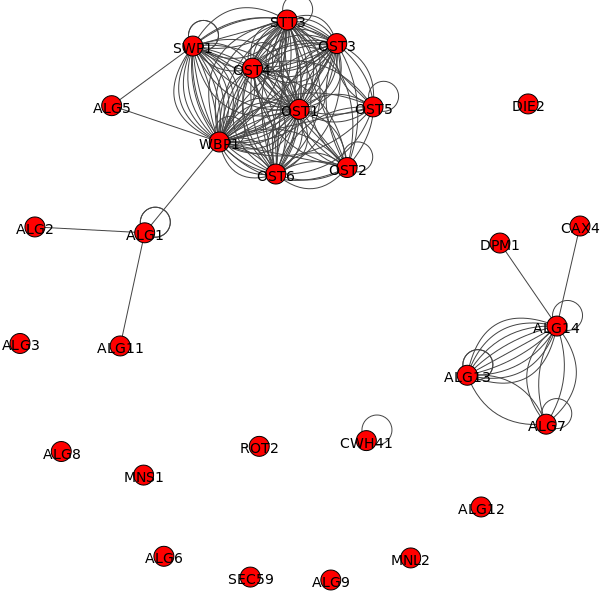 STT3
SWP1
OST3
OST4
ALG5
OST1
OST5
DIE2
WBP1
OST6
OST2
ALG2
ALG1
CAX4
DPM1
ALG14
ALG3
ALG11
ALG13
ALG7
ALG8
ROT2
CWH41
MNS1
ALG12
ALG6
MNL2
SEC59
ALG9